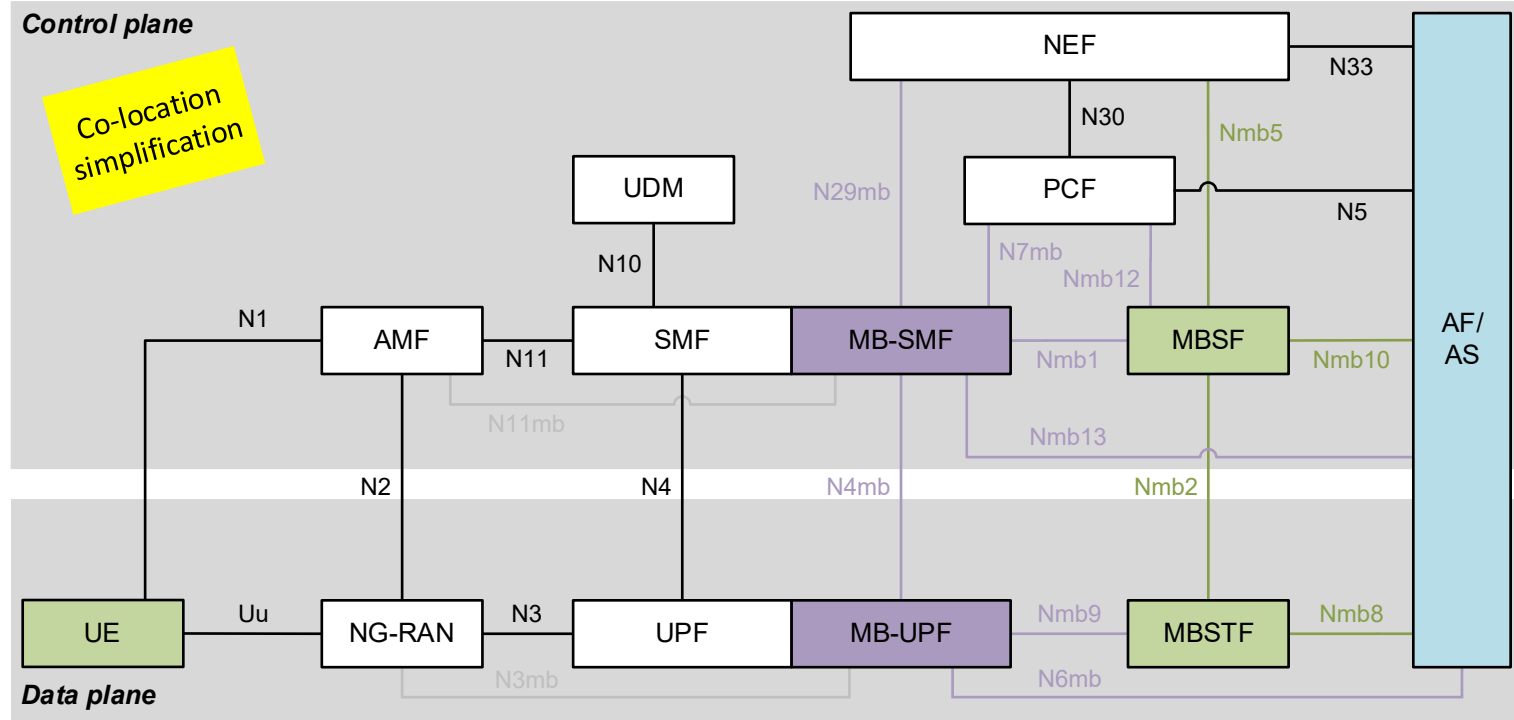 Control plane
Co-location
simplification
NEF
N33
N30
Nmb5
UDM
N29mb
PCF
N5
N10
N7mb
Nmb12
N1
AMF
N11
SMF
MB-SMF
Nmb1
MBSF
Nmb10
AF/
AS
N11mb
Nmb13
N2
N4
N4mb
Nmb2
UE
Uu
NG-RAN
N3
UPF
MB-UPF
Nmb9
MBSTF
Nmb8
N3mb
N6mb
Data plane